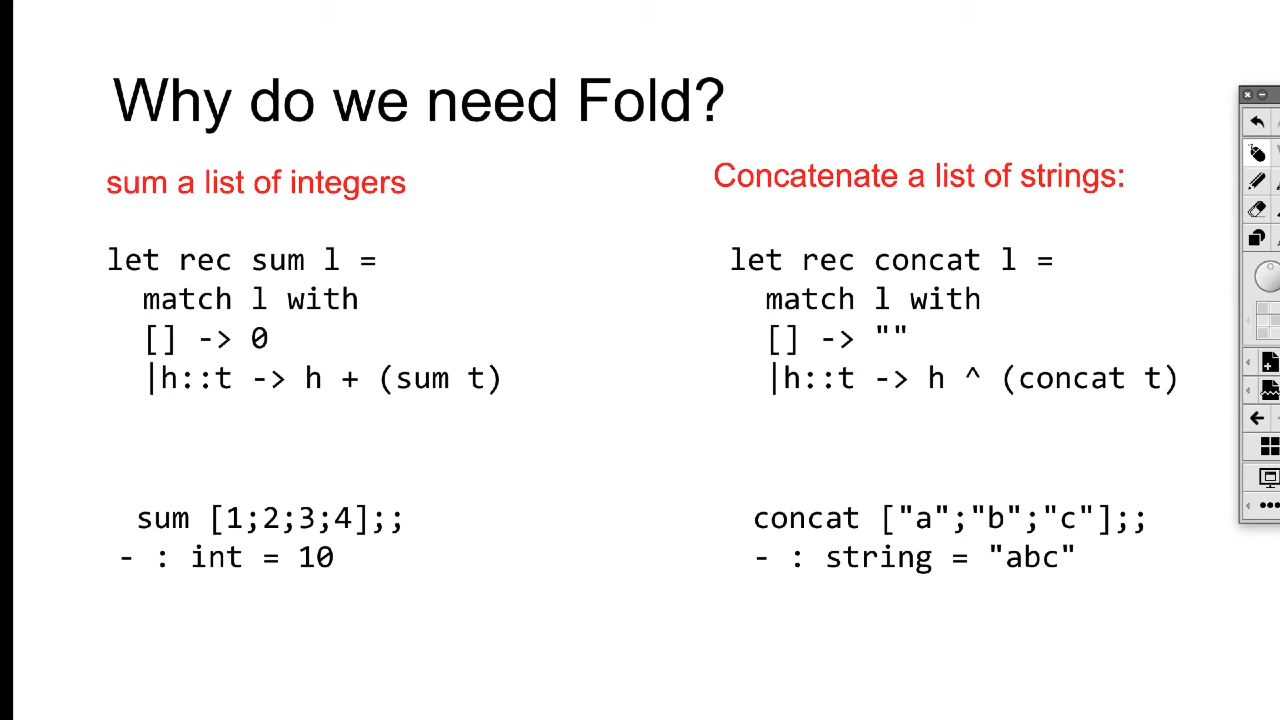 Why do we need Fold?
sum a list of integers
let rec sum l =
match l with
[] -> 0
|h::t -> h + (sum t)
sum [1;2;3;4];;
- : int = 10
Concatenate a list of strings:
let rec concat l =
match l with
[] -> ""
|h::t -> h ^ (concat t)
concat ["a";"b";"c"];;
- : string = "abc"